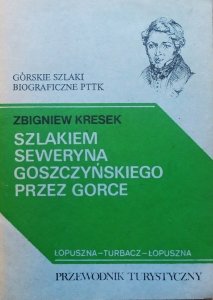 GÓRSKIE SZLAKI
BIOGRAFICZNE PTTK
ZBIGNIEW KRESEK
SZLAKIEM
SEWERYNA
GOSZCZYŃSKIEGO
PRZEZ GORCE
ŁOPUSZNA–TURBACZ–ŁOPUSZNA
PRZEWODNIK TURYSTYCZNY